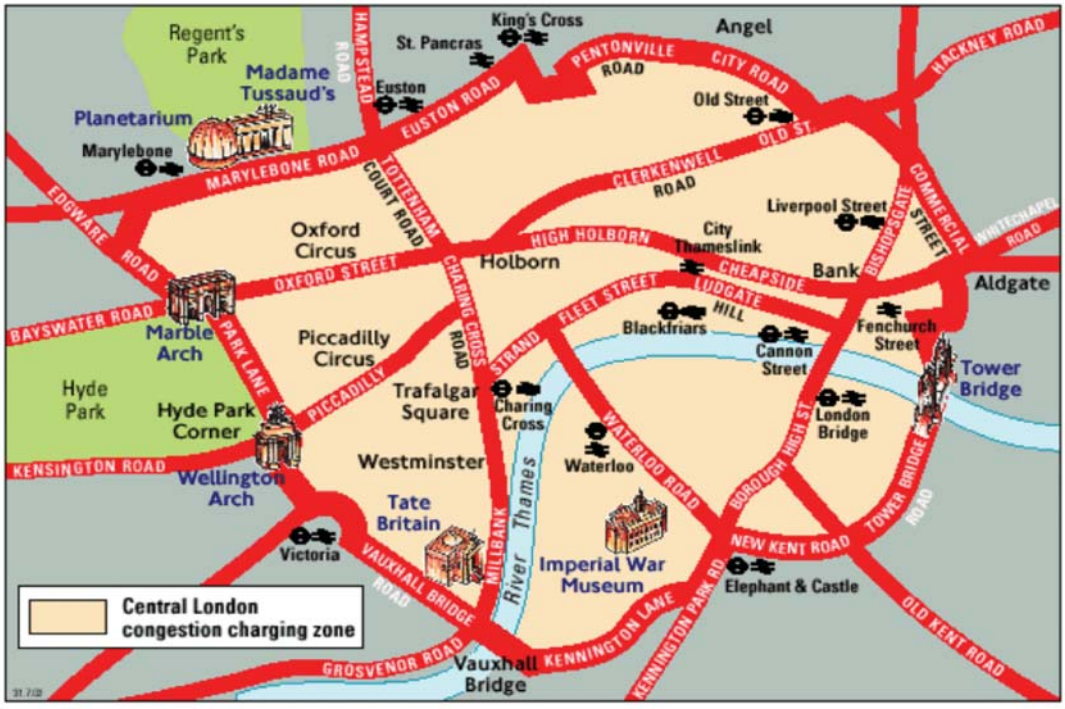 King's Cross
Angel
HACKNEY ROAD
Regent's
Park
HAMPSTEAD
ROAD
St. Pancras
PENTONVILLE
ROAD
CITY ROAD
Madame
Tussaud's
Euston
EUSTON ROAD
Old Street
Planetarium
OLD ST.
Marylebone
MARYLEBONE ROAD
CLERKENWELL
ROAD
TOTTENHAM
COURT ROAD
COMMERCIAL
STREET
EDGWARE
ROAD
Liverpool Street
BISHOPSGATE
WHITECHAPEL
ROAD
Oxford
Circus
HIGH HOLBORN
City
Thameslink
Holborn
OXFORD STREET
CHEAPSIDE
Bank
Aldgate
CHARING CROSS
ROAD
FLEET STREET
LUDGATE
HILL
BAYSWATER ROAD
Marble
Arch
PARK LANE
Piccadilly
Circus
STRAND
Blackfriars
Cannon
Street
Fenchurch
Street
Tower
Bridge
Hyde
Park
PICCADILLY
Trafalgar
Square
Charing
Cross
London
Bridge
Hyde Park
Corner
WATERLOO ROAD
BOROUGH HIGH ST.
KENSINGTON ROAD
Wellington
Arch
Westminster
Waterloo
TOWER BRIDGE
ROAD
Tate
Britain
MILLBANK
River Thames
Victoria
VAUXHALL BRIDGE
ROAD
Imperial War
Museum
NEW KENT ROAD
Elephant & Castle
Central London
congestion charging zone
KENNINGTON LANE
KENNINGTON PARK RD
OLD KENT ROAD
GROSVENOR ROAD
Vauxhall
Bridge